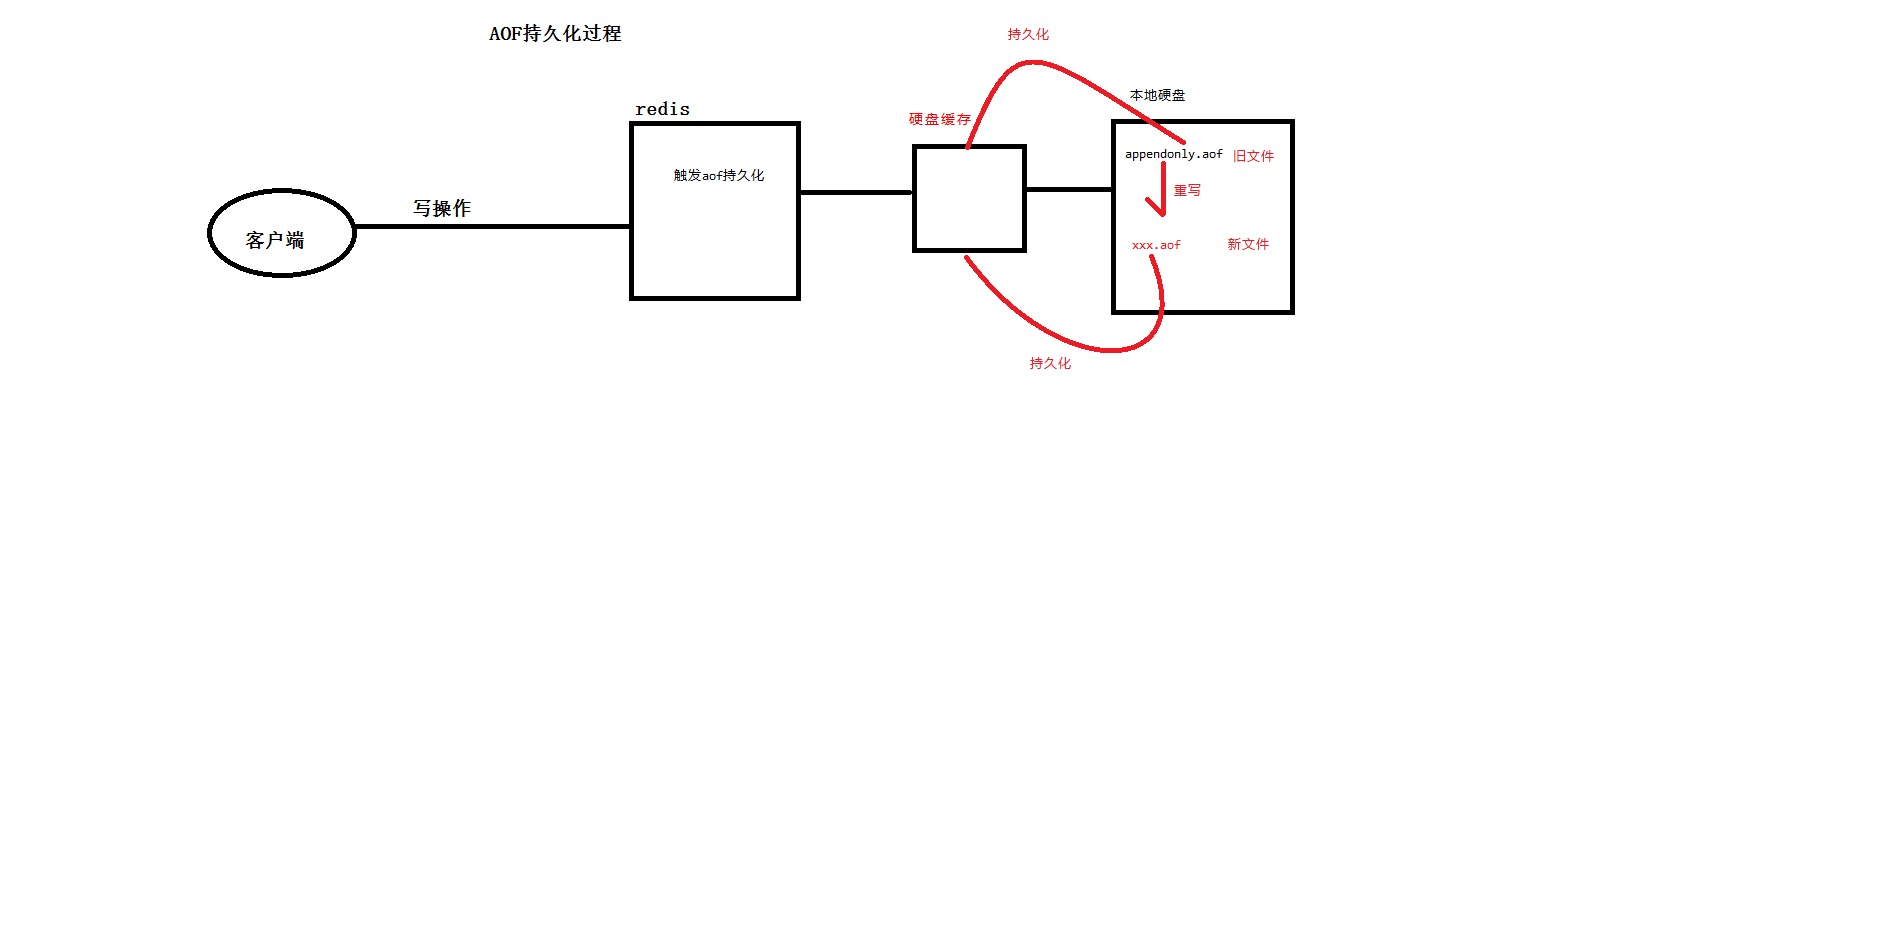 AOF持久化过程
持久化
本地硬盘
redis
硬盘缓存
触发aof持久化
appendonly.aof 旧文件
重写
写操作
客户端
xxx.aof 新文件
持久化